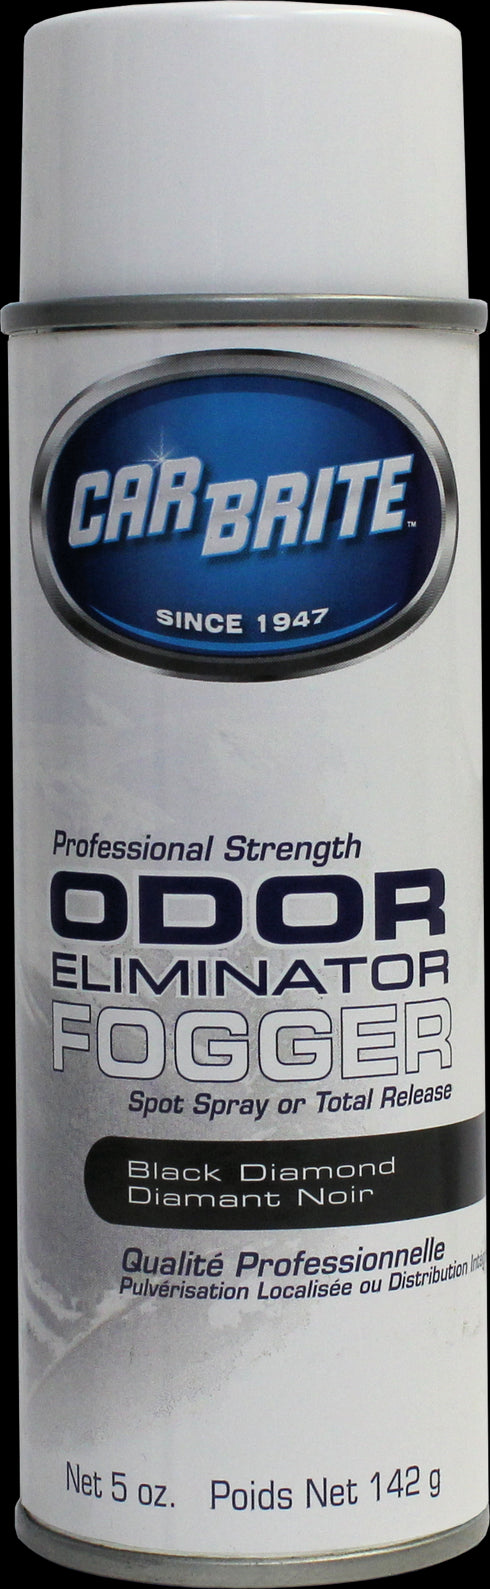 CAR BRITE™
SINCE 1947
Professional Strength
ODOR
ELIMINATOR
FOGGER
Spot Spray or Total Release
Black Diamond
Diamant Noir
Qualité Professionnelle
Pulvérisation Localisée ou Distribution
Net 5 oz. Poids Net 142 g